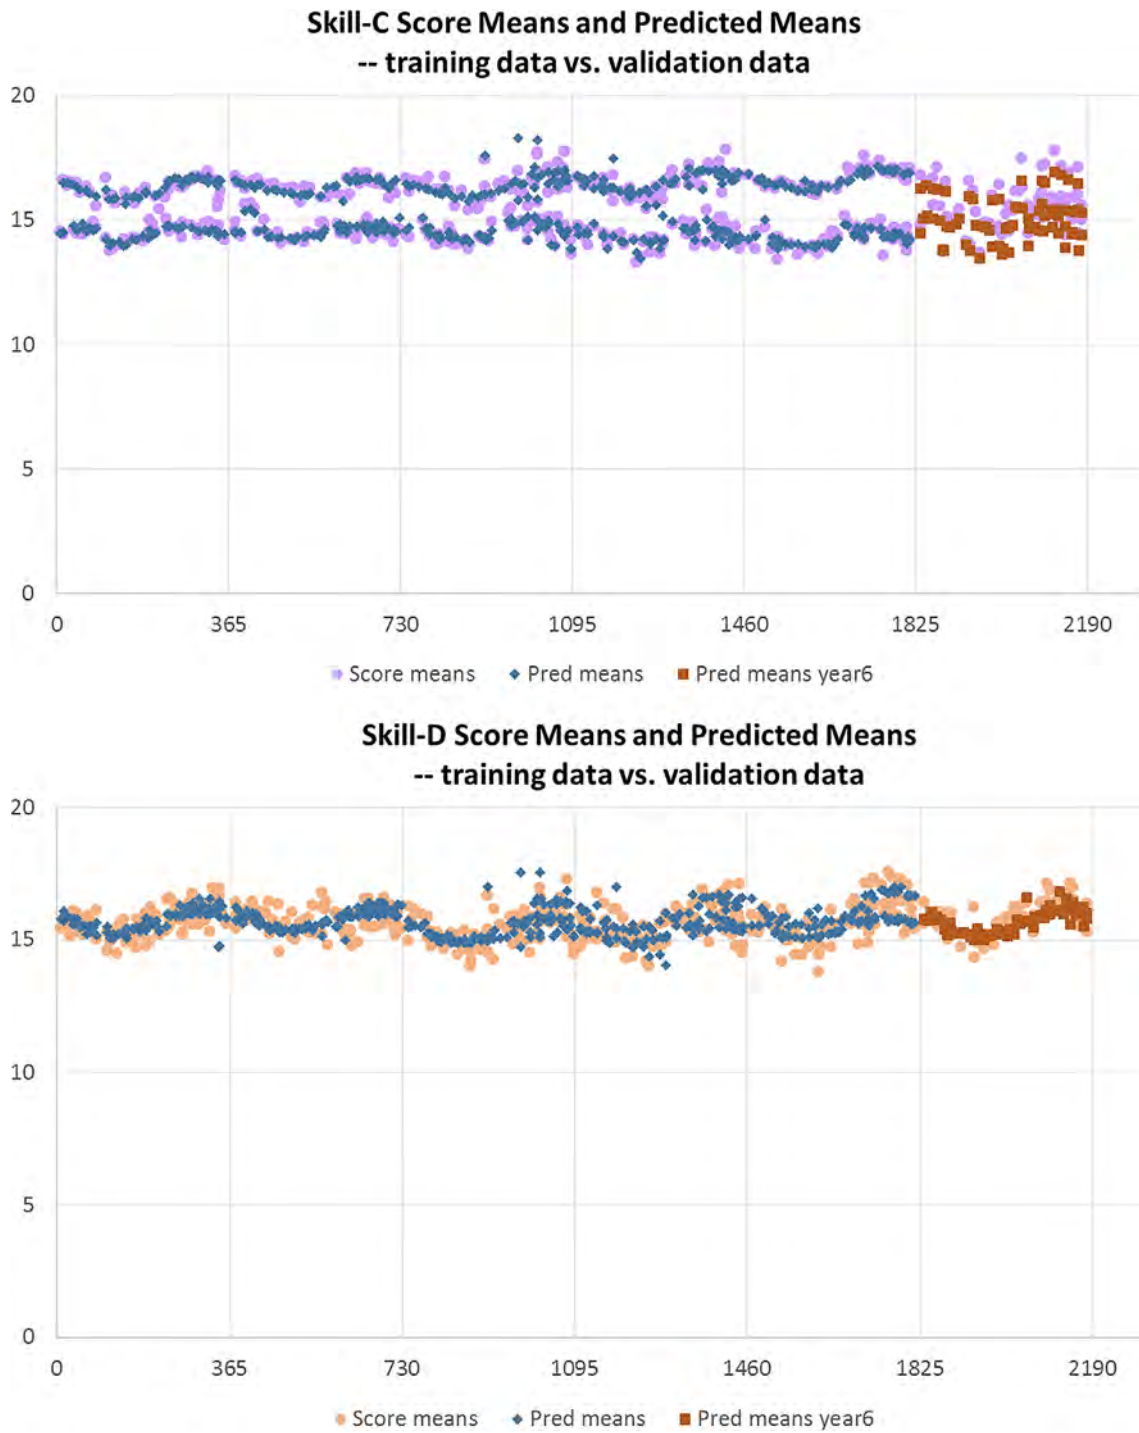 Skill-C Score Means and Predicted Means
-- training data vs. validation data
20
15
10
5
0
0 365 730 1095 1460 1825 2190
Score means Pred means Pred means year6
Skill-D Score Means and Predicted Means
-- training data vs. validation data
20
15
10
5
0
0 365 730 1095 1460 1825 2190
Score means Pred means Pred means year6